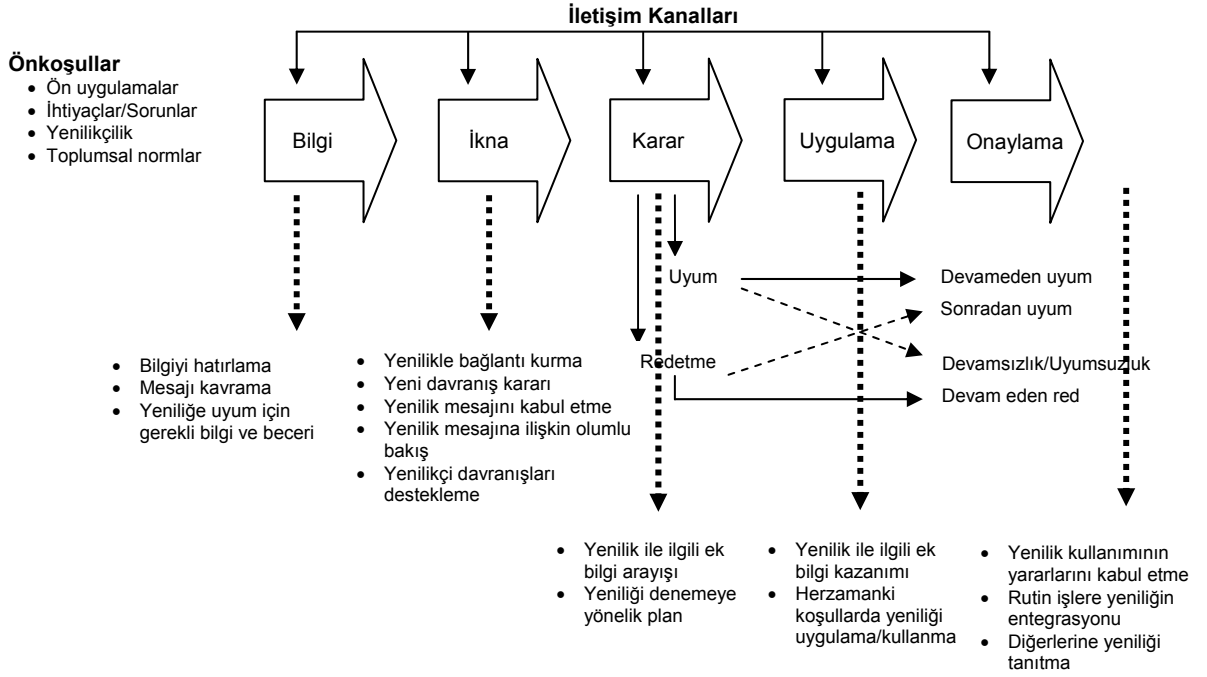 İletişim Kanalları
Önkoşullar
• Ön uygulamalar
• İhtiyaçlar/Sorunlar
• Yenilikçilik
• Toplumsal normlar
Bilgi
İkna
Karar
Uygulama
Onaylama
Uyum
Redetme
Devameden uyum
Sonradan uyum
Devamsızlık/Uyumsuzluk
Devam eden red
• Bilgiyi hatırlama
• Mesajı kavrama
• Yeniliğe uyum için
gerekli bilgi ve beceri
• Yenilikle bağlantı kurma
• Yeni davranış kararı
• Yenilik mesajını kabul etme
• Yenilik mesajına ilişkin olumlu
bakış
• Yenilikçi davranışları
destekleme
• Yenilik ile ilgili ek
bilgi arayışı
• Yeniliği denemeye
yönelik plan
• Yenilik ile ilgili ek
bilgi kazanımı
• Herzamanki
koşullarda yeniliği
uygulama/kullanma
• Yenilik kullanımının
yararlarını kabul etme
• Rutin işlere yeniliğin
entegrasyonu
• Diğerlerine yeniliği
tanıtma